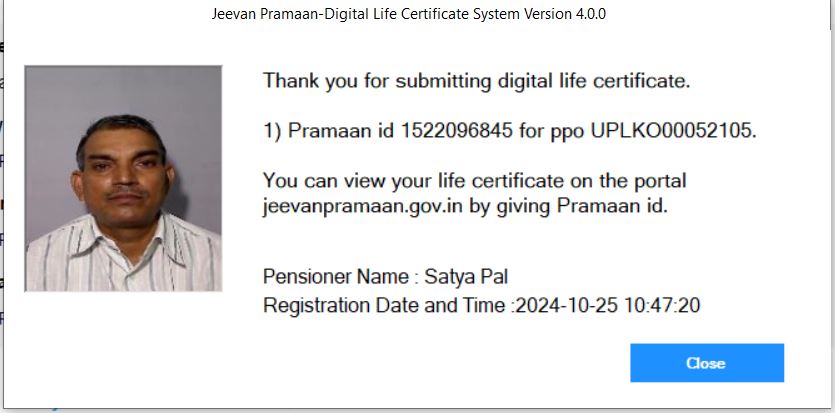 Jeevan Pramaan-Digital Life Certificate System Version 4.0.0
Thank you for submitting digital life certificate.
1) Pramaan id 1522096845 for ppo UPLKO00052105.
You can view your life certificate on the portal
jeevanpramaan.gov.in by giving Pramaan id.
Pensioner Name : Satya Pal
Registration Date and Time :2024-10-25 10:47:20
Close